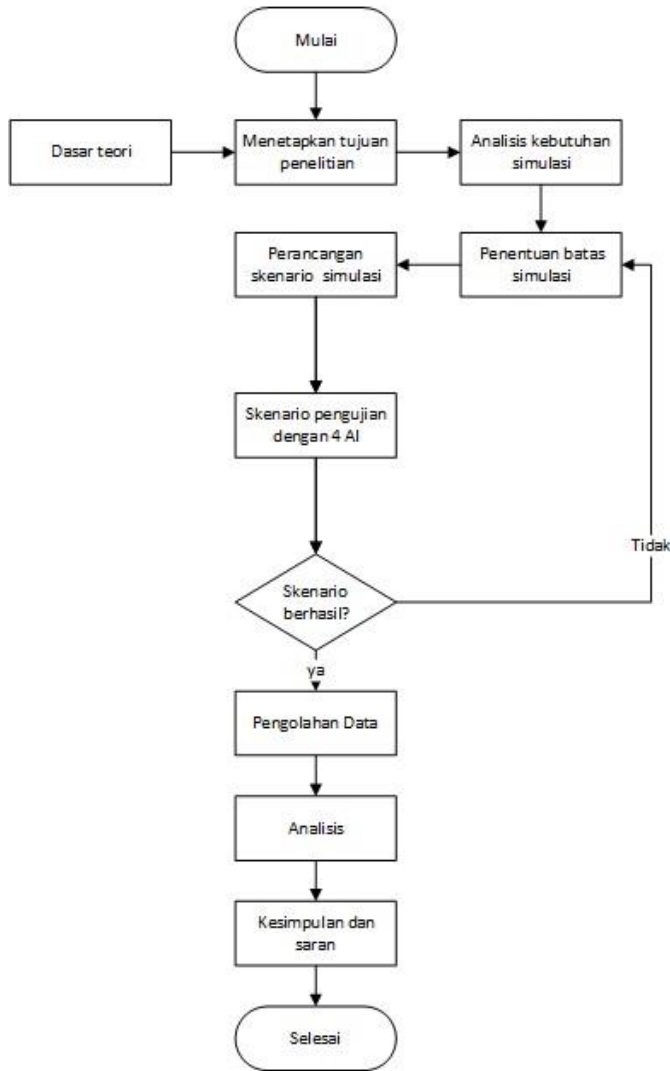 Mulai
Dasar teori
Menetapkan tujuan
penelitian
Analisis kebutuhan
simulasi
Perancangan
skenario simulasi
Penentuan batas
simulasi
Skenario pengujian
dengan 4 AI
Tidak
Skenario
berhasil?
ya
Pengolahan Data
Analisis
Kesimpulan dan
saran
Selesai